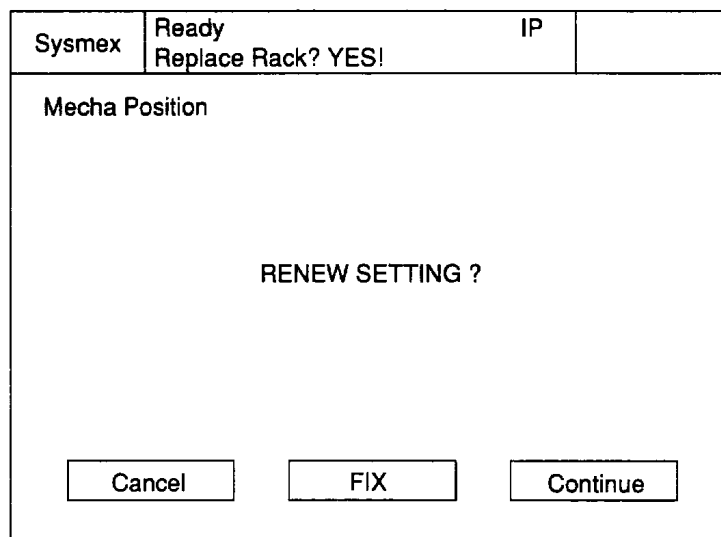 Sysmex
Ready IP
Replace Rack? YES!
Mecha Position
RENEW SETTING ?
Cancel FIX Continue